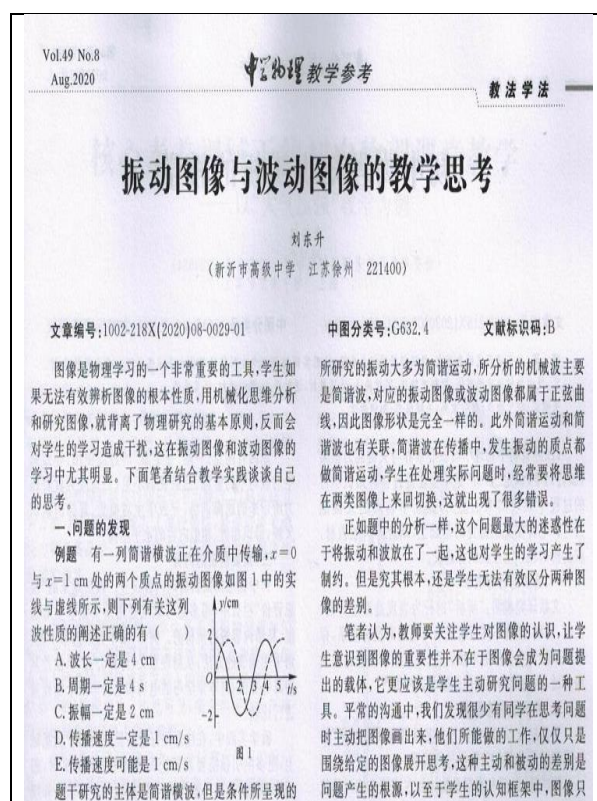 Vol.49 No.8
Aug.2020
中学物理教学参考
教法学法
振动图像与波动图像的教学思考
刘东升
(新沂市高级中学 江苏徐州 221400)
文章编号:1002-218X(2020)08-0029-01
中图分类号:G632.4
文献标识码:B
图像是物理学习的一个非常重要的工具,学生如
果无法有效辨析图像的根本性质,用机械化思维分析
和研究图像,就背离了物理研究的基本原则,反而会
对学生的学习造成干扰,这在振动图像和波动图像的
学习中尤其明显。下面笔者结合教学实践谈谈自己
的思考。
一、问题的发现
例题 有一列简谐横波正在介质中传输,x=0
与x=1 cm处的两个质点的振动图像如图1中的实
线与虚线所示,则下列有关这列
波性质的阐述正确的有( )
A.波长一定是4 cm
B.周期一定是4 s
C.振幅一定是2 cm
D.传播速度一定是1 cm/s
E.传播速度可能是1 cm/s
y/cm
2
0
1 2 3 4 5 t/s
-2
图1
题干研究的主体是简谐横波,但是条件所呈现的
所研究的振动大多为简谐运动,所分析的机械波主要
是简谐波,对应的振动图像或波动图像都属于正弦曲
线,因此图像形状是完全一样的。此外简谐运动和简
谐波也有关联,简谐波在传播中,发生振动的质点都
做简谐运动,学生在处理实际问题时,经常要将思维
在两类图像上来回切换,这就出现了很多错误。
正如题中的分析一样,这个问题最大的迷惑性在
于将振动和波放在了一起,这也对学生的学习产生了
制约。但是究其根本,还是学生无法有效区分两种图
像的差别。
笔者认为,教师要关注学生对图像的认识,让学
生意识到图像的重要性并不在于图像会成为问题提
出的载体,它更应该是学生主动研究问题的一种工
具。平常的沟通中,我们发现很少有同学在思考问题
时主动把图像画出来,他们所能做的工作,仅仅只是
围绕给定的图像展开思考,这种主动和被动的差别是
问题产生的根源,以至于学生的认知框架中,图像只